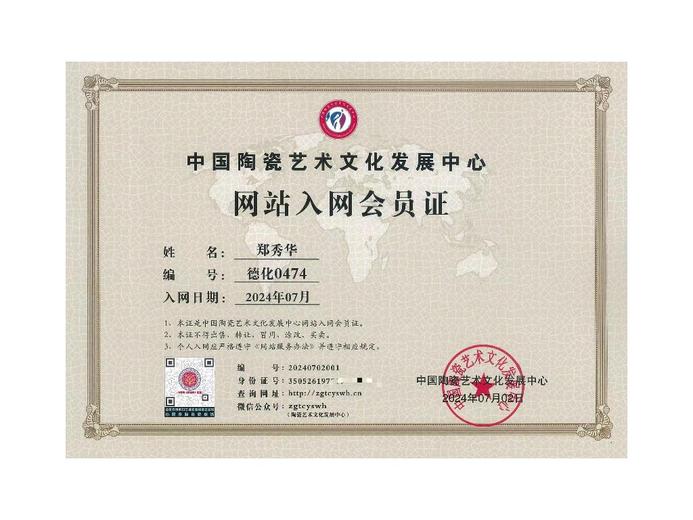 中国陶瓷艺术文化发展中心
网站入网会员证
姓 名: 郑秀华
编 号: 德化0474
入网日期: 2024年07月
1、本证是中国陶瓷艺术文化发展中心网站入网会员证。
2、本证不得出售、转让、冒用、涂改、买卖。
3、个人入网应严格遵守《网站服务办法》并遵守相应规定。
编 号: 20240702001
身份证号: 350526197
查询网址: http://zgtcyswh.cn
微信公众号: zgtcyswh
(陶瓷艺术文化发展中心)
中国陶瓷艺术文化发展中心
2024年07月02日